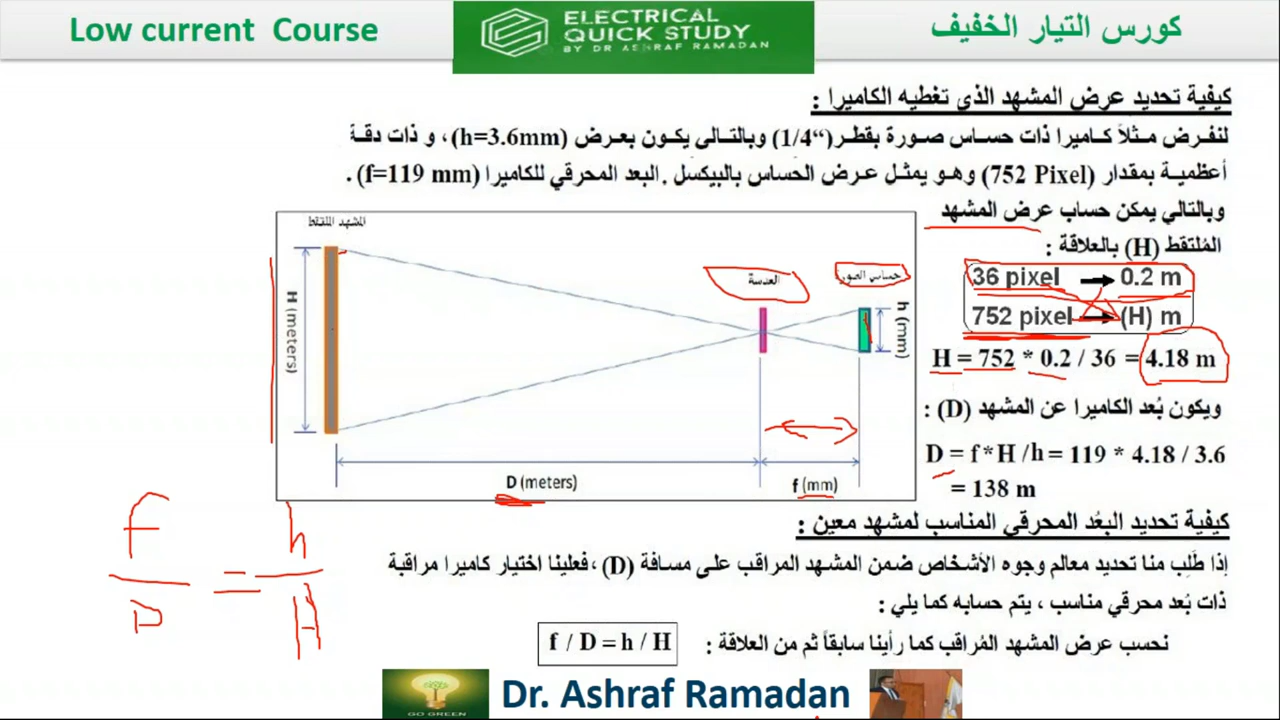 Low current Course
ELECTRICAL
QUICK STUDY
BY DR ASHRAF RAMADAN
كورس التيار الخفيف
كيفية تحديد عرض المشهد الذي تغطيه الكاميرا :
لنفرض مثلاً كاميرا ذات حساس صورة بقطر(1/4“) وبالتالي يكون بعرض (h=3.6mm)، و ذات دقة
أعظمية بمقدار (752 Pixel) وهو يمثل عرض الحساس بالبيكسل .البعد المحرقي للكاميرا (f=119 mm) .
وبالتالي يمكن حساب عرض المشهد
المُلتقط (H) بالعلاقة :
36 pixel → 0.2 m
752 pixel → (H) m
H = 752 * 0.2 / 36 = 4.18 m
ويكون بُعد الكاميرا عن المشهد (D) :
D = f*H /h = 119 * 4.18 / 3.6
= 138 m
المشهد الملتقط
العدسة
حساس الصورة
H (meters)
h (mm)
D (meters)
f (mm)
f
D
=
h
H
كيفية تحديد البُعد المحرقي المناسب لمشهد معين :
إذا طُلِب منا تحديد معالم وجوه الأشخاص ضمن المشهد المراقب على مسافة (D) ، فعلينا اختيار كاميرا مراقبة
ذات بُعد محرقي مناسب ، يتم حسابه كما يلي :
نحسب عرض المشهد المُراقب كما رأينا سابقاً ثم من العلاقة :
f / D = h / H
GO GREEN
Dr. Ashraf Ramadan